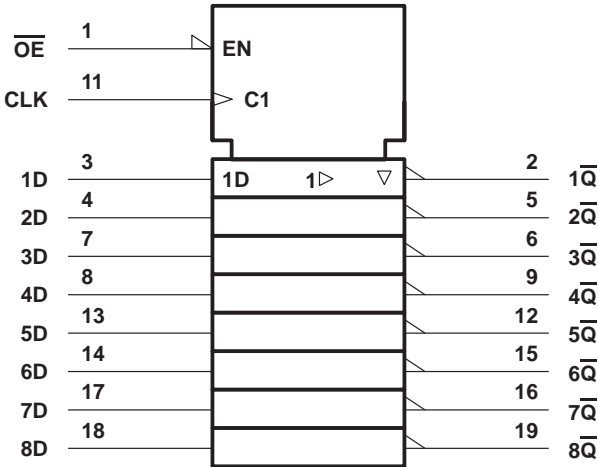 OE 1 EN
CLK 11 C1
1D 3 1D 1 2 1Q
2D 4 5 2Q
3D 7 6 3Q
4D 8 9 4Q
5D 13 12 5Q
6D 14 15 6Q
7D 17 16 7Q
8D 18 19 8Q